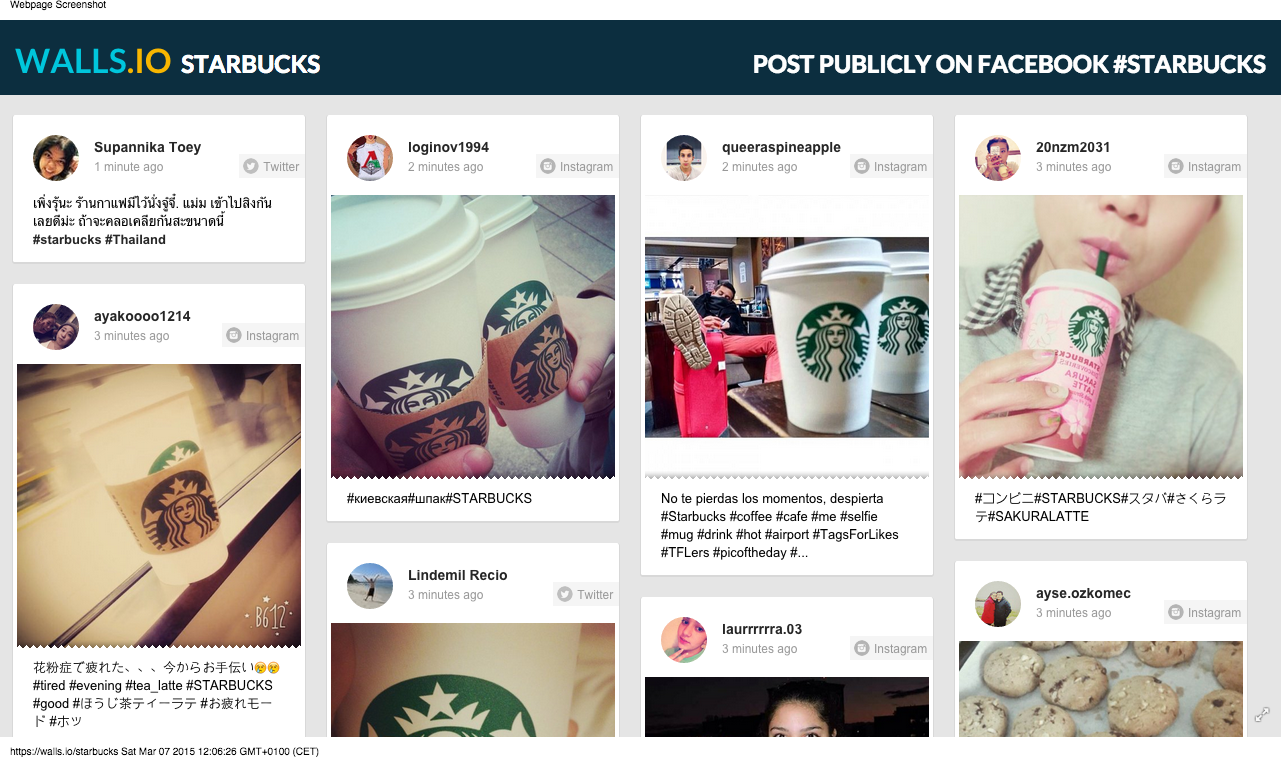 Webpage Screenshot
WALLS.IO STARBUCKS
POST PUBLICLY ON FACEBOOK #STARBUCKS
Supannika Toey
1 minute ago
Twitter
เพิ่งรุ้นะ ร้านกาแฟมีไว้นั่งจู๋จี๋. แม่ม เข้าไปสิงกัน
เลยดีม่ะ ถ้าจะคลอเคลียกันสะขนาดนี้
#starbucks #Thailand
ayakoooo1214
3 minutes ago
Instagram
B612
花粉症で疲れた、、、今からお手伝い😢😢
#tired #evening #tea_latte #STARBUCKS
#good #ほうじ茶ティーラテ #お疲れモー
ド #ホッ
loginov1994
2 minutes ago
Instagram
#киевская#шпак#STARBUCKS
Lindemil Recio
3 minutes ago
Twitter
queeraspineapple
2 minutes ago
Instagram
No te pierdas los momentos, despierta
#Starbucks #coffee #cafe #me #selfie
#mug #drink #hot #airport #TagsForLikes
#TFLers #picoftheday #...
laurrrrrra.03
3 minutes ago
Instagram
20nzm2031
3 minutes ago
Instagram
STARBUCKS
DISCOVERIES
SAKURA
LATTE
#コンビニ#STARBUCKS#スタバ#さくらラ
テ#SAKURALATTE
ayse.ozkomec
3 minutes ago
Instagram
https://walls.io/starbucks Sat Mar 07 2015 12:06:26 GMT+0100 (CET)